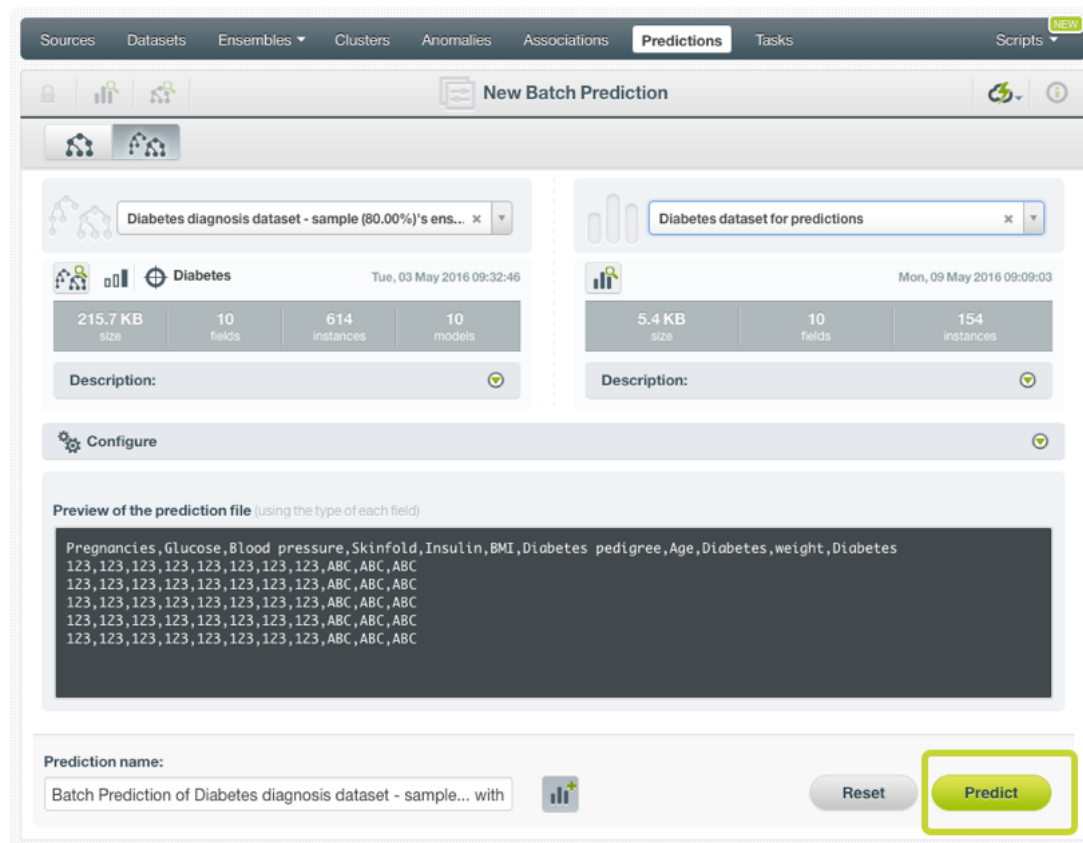 NEW
Sources Datasets Ensembles Clusters Anomalies Associations Predictions Tasks Scripts
New Batch Prediction
Diabetes diagnosis dataset - sample (80.00%)'s ens... ×
Diabetes dataset for predictions ×
Diabetes Tue, 03 May 2016 09:32:46
Mon, 09 May 2016 09:09:03
215.7 KB 10 614 10
size fields instances models
5.4 KB 10 154
size fields instances
Description:
Description:
Configure
Preview of the prediction file (using the type of each field)
Pregnancies,Glucose,Blood pressure,Skinfold,Insulin,BMI,Diabetes pedigree,Age,Diabetes,weight,Diabetes
123,123,123,123,123,123,123,123,ABC,ABC,ABC
123,123,123,123,123,123,123,123,ABC,ABC,ABC
123,123,123,123,123,123,123,123,ABC,ABC,ABC
123,123,123,123,123,123,123,123,ABC,ABC,ABC
123,123,123,123,123,123,123,123,ABC,ABC,ABC
Prediction name:
Batch Prediction of Diabetes diagnosis dataset - sample... with
Reset
Predict